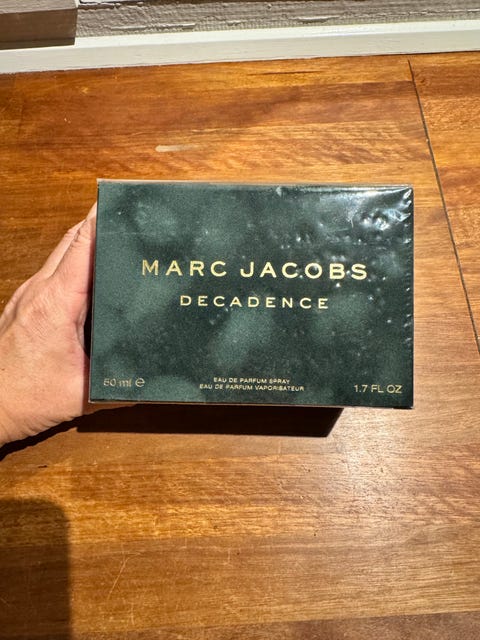 MARC JACOBS
DECADENCE
50 ml ℮
EAU DE PARFUM SPRAY
EAU DE PARFUM VAPORISATEUR
1.7 FL OZ